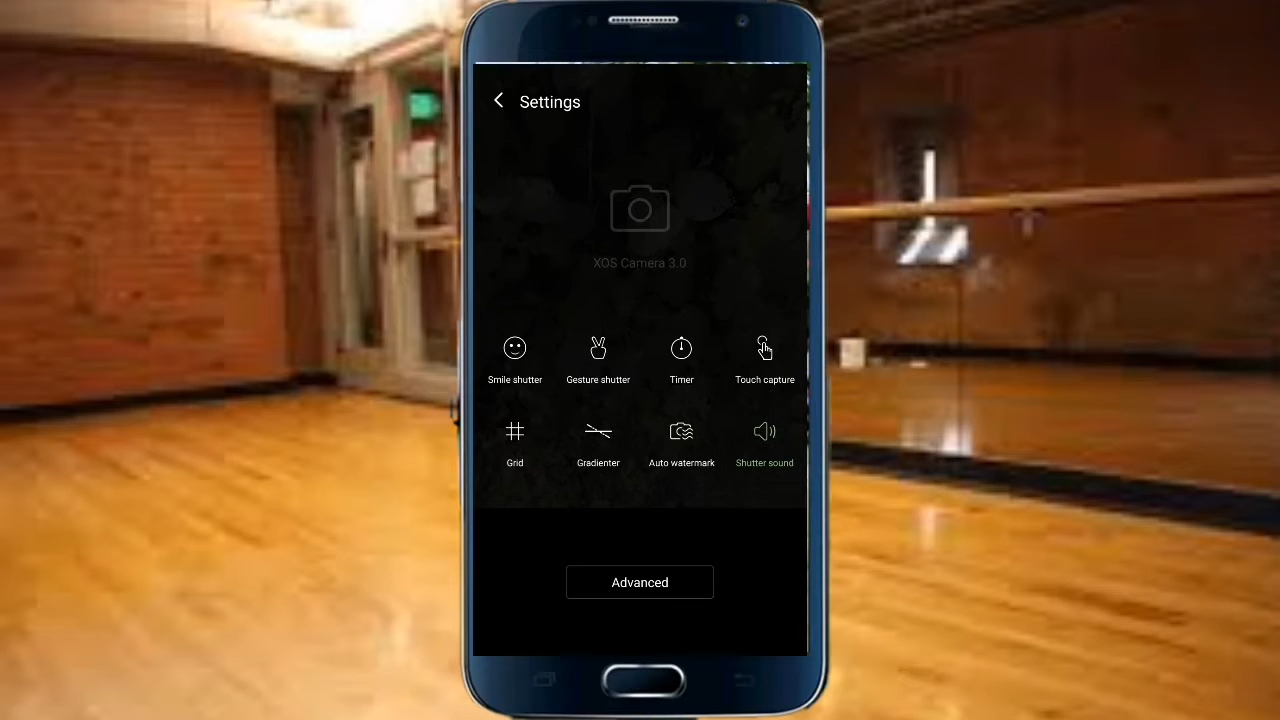 Settings
XOS Camera 3.0
Smile shutter Gesture shutter Timer Touch capture
Grid Gradienter Auto watermark Shutter sound
Advanced